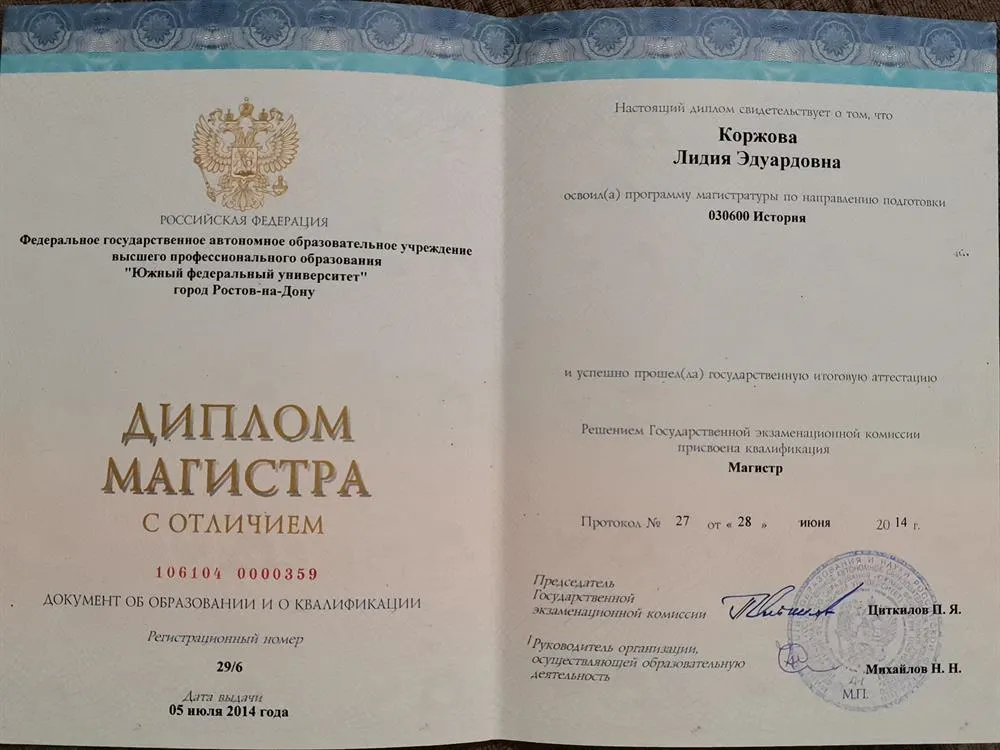 РОССИЙСКАЯ ФЕДЕРАЦИЯ
Федеральное государственное автономное образовательное учреждение
высшего профессионального образования
"Южный федеральный университет"
город Ростов-на-Дону
ДИПЛОМ
МАГИСТРА
С ОТЛИЧИЕМ
106104 0000359
ДОКУМЕНТ ОБ ОБРАЗОВАНИИ И О КВАЛИФИКАЦИИ
Регистрационный номер
29/6
Дата выдачи
05 июля 2014 года
Настоящий диплом свидетельствует о том, что
Коржова
Лидия Эдуардовна
освоил(а) программу магистратуры по направлению подготовки
030600 История
и успешно прошел(ла) государственную итоговую аттестацию
Решением Государственной экзаменационной комиссии
присвоена квалификация
Магистр
Протокол № 27 от « 28 » июня 20 14 г.
Председатель
Государственной
экзаменационной комиссии
Циткилов П. Я.
Руководитель организации,
осуществляющей образовательную
деятельность
Михайлов Н. Н.
М.П.